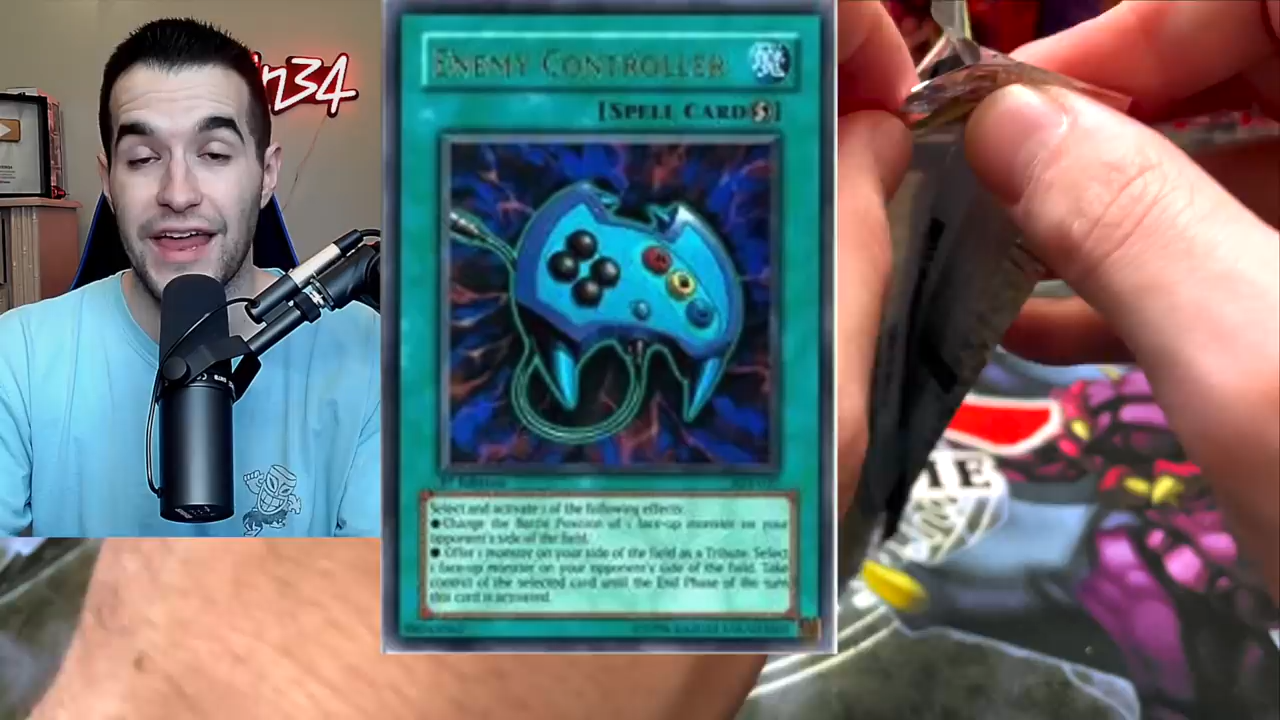 n34
ENEMY CONTROLLER
[SPELL CARD]
1st Edition
Select and activate 1 of the following effects:
● Change the Battle Position of 1 face-up monster on your
opponent's side of the field.
● Offer 1 monster on your side of the field as a Tribute. Select
1 face-up monster on your opponent's side of the field. Take
control of the selected card until the End Phase of the turn
this card is activated.